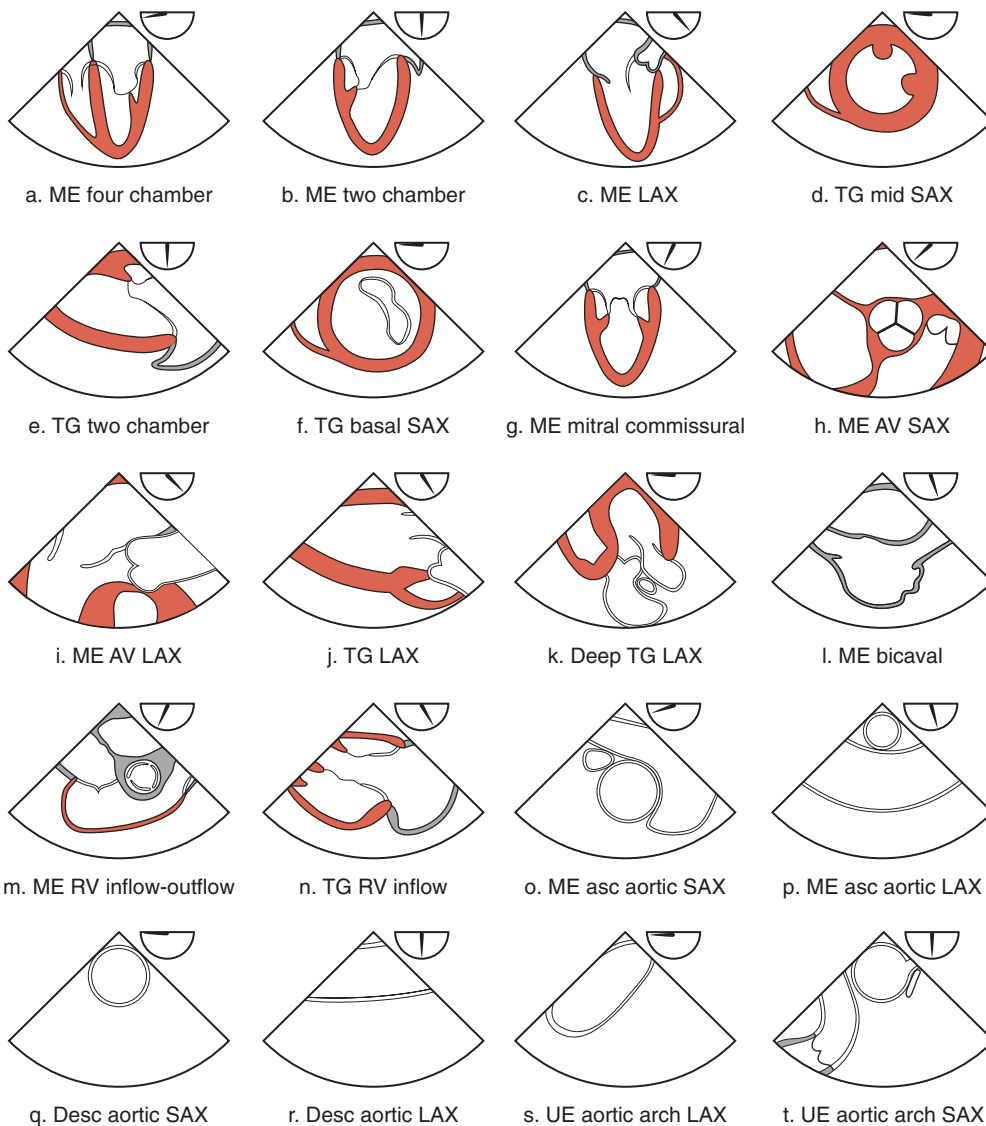 a. ME four chamber
b. ME two chamber
c. ME LAX
d. TG mid SAX
e. TG two chamber
f. TG basal SAX
g. ME mitral commissural
h. ME AV SAX
i. ME AV LAX
j. TG LAX
k. Deep TG LAX
l. ME bicaval
m. ME RV inflow-outflow
n. TG RV inflow
o. ME asc aortic SAX
p. ME asc aortic LAX
q. Desc aortic SAX
r. Desc aortic LAX
s. UE aortic arch LAX
t. UE aortic arch SAX